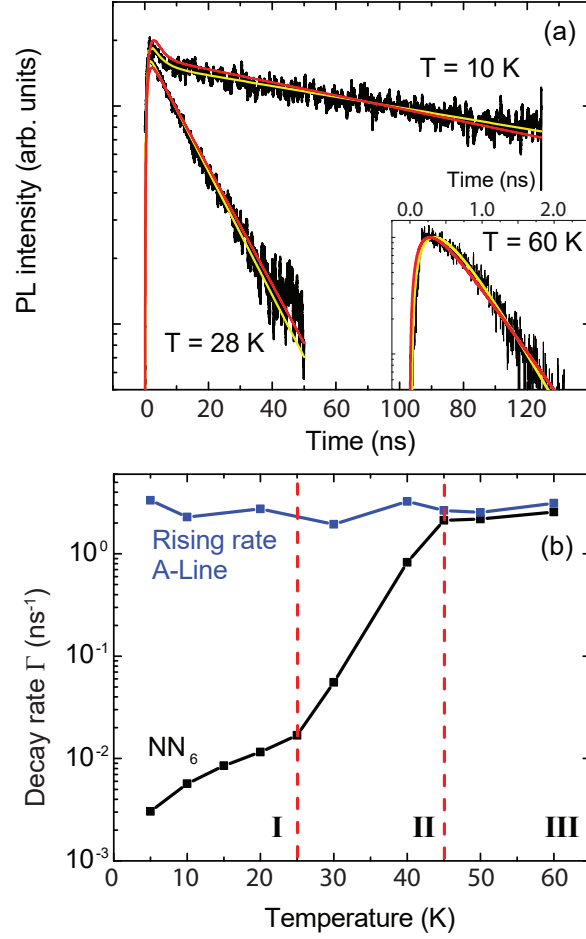 (a)
PL intensity (arb. units)
T = 10 K
Time (ns)
0.0 1.0 2.0
T = 60 K
T = 28 K
0 20 40 60 80 100 120
Time (ns)
(b)
Rising rate
A-Line
Decay rate Γ (ns⁻¹)
10⁰
10⁻¹
10⁻²
10⁻³
NN₆
I II III
0 10 20 30 40 50 60
Temperature (K)